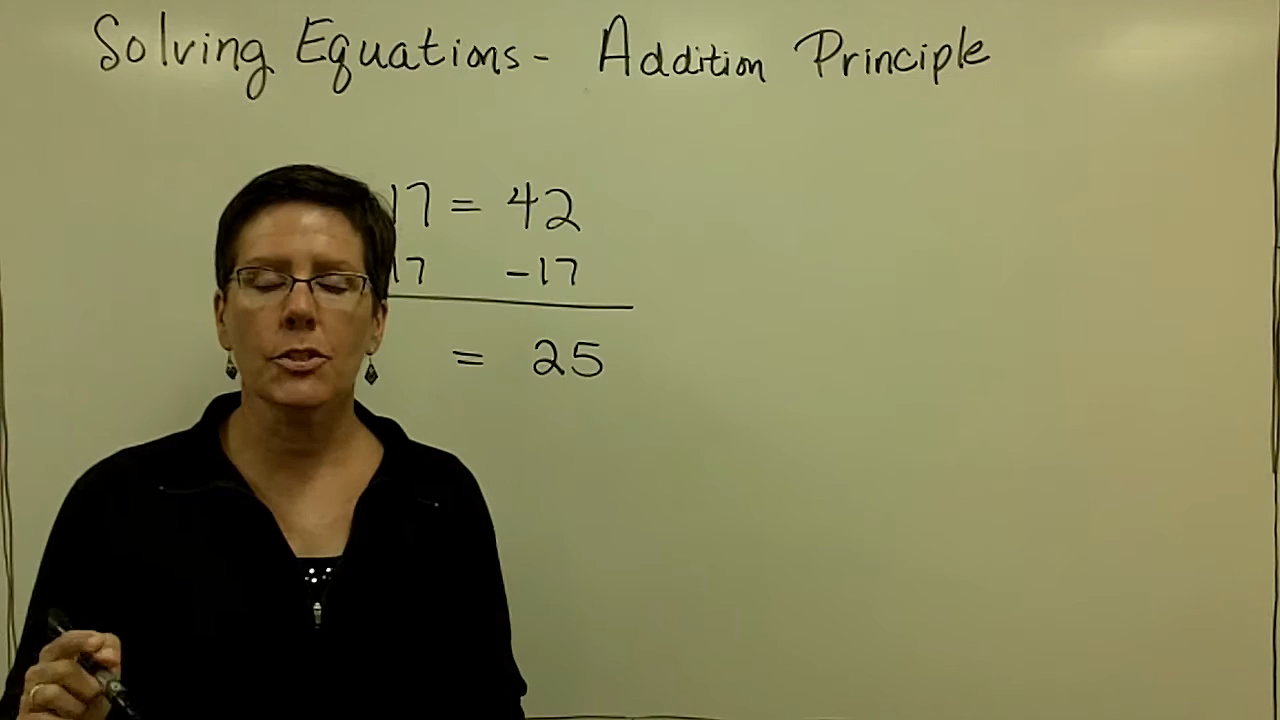 Solving Equations - Addition Principle
17 = 42
17 -17
= 25